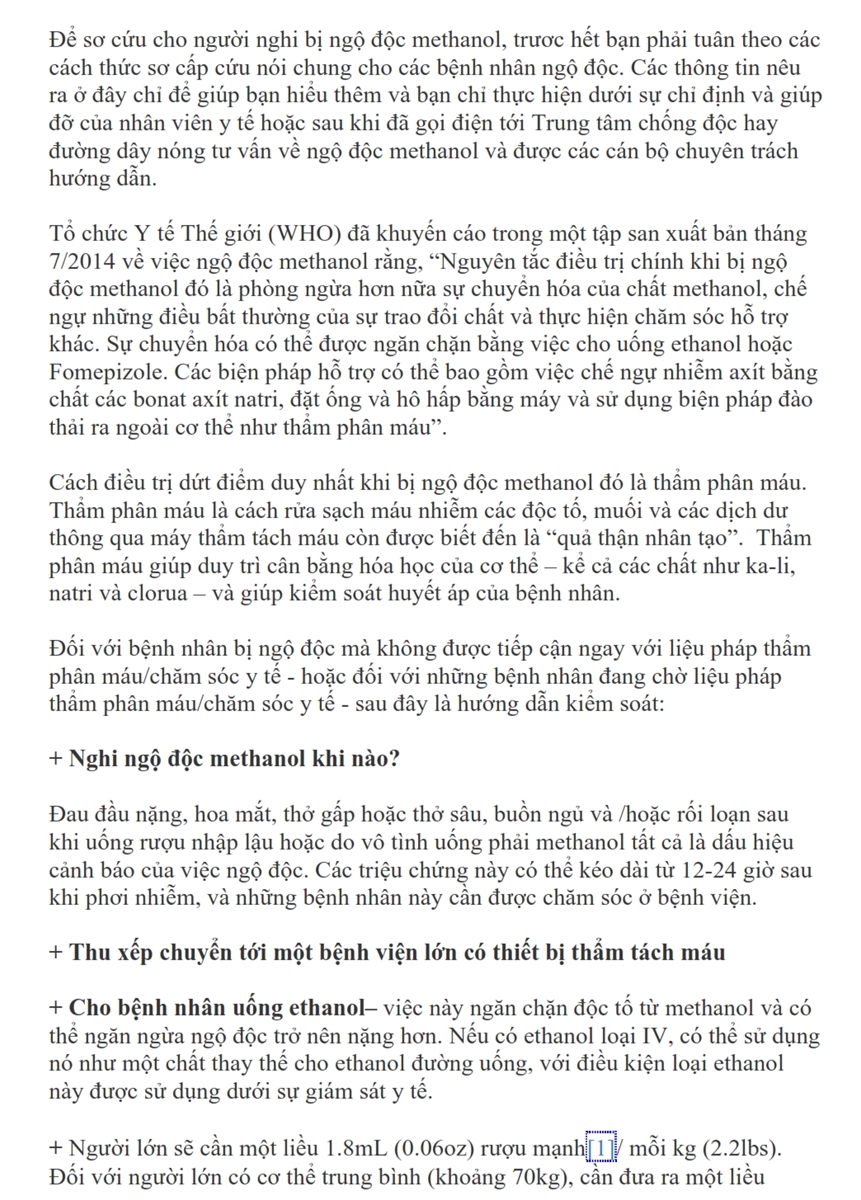 Để sơ cứu cho người nghi bị ngộ độc methanol, trươc hết bạn phải tuân theo các
cách thức sơ cấp cứu nói chung cho các bệnh nhân ngộ độc. Các thông tin nêu
ra ở đây chỉ để giúp bạn hiểu thêm và bạn chỉ thực hiện dưới sự chỉ định và giúp
đỡ của nhân viên y tế hoặc sau khi đã gọi điện tới Trung tâm chống độc hay
đường dây nóng tư vấn về ngộ độc methanol và được các cán bộ chuyên trách
hướng dẫn.
Tổ chức Y tế Thế giới (WHO) đã khuyến cáo trong một tập san xuất bản tháng
7/2014 về việc ngộ độc methanol rằng, “Nguyên tắc điều trị chính khi bị ngộ
độc methanol đó là phòng ngừa hơn nữa sự chuyển hóa của chất methanol, chế
ngự những điều bất thường của sự trao đổi chất và thực hiện chăm sóc hỗ trợ
khác. Sự chuyển hóa có thể được ngăn chặn bằng việc cho uống ethanol hoặc
Fomepizole. Các biện pháp hỗ trợ có thể bao gồm việc chế ngự nhiễm axít bằng
chất các bonat axít natri, đặt ống và hô hấp bằng máy và sử dụng biện pháp đào
thải ra ngoài cơ thể như thẩm phân máu”.
Cách điều trị dứt điểm duy nhất khi bị ngộ độc methanol đó là thẩm phân máu.
Thẩm phân máu là cách rửa sạch máu nhiễm các độc tố, muối và các dịch dư
thông qua máy thẩm tách máu còn được biết đến là “quả thận nhân tạo”. Thẩm
phân máu giúp duy trì cân bằng hóa học của cơ thể – kể cả các chất như ka-li,
natri và clorua – và giúp kiểm soát huyết áp của bệnh nhân.
Đối với bệnh nhân bị ngộ độc mà không được tiếp cận ngay với liệu pháp thẩm
phân máu/chăm sóc y tế - hoặc đối với những bệnh nhân đang chờ liệu pháp
thẩm phân máu/chăm sóc y tế - sau đây là hướng dẫn kiểm soát:
+ Nghi ngộ độc methanol khi nào?
Đau đầu nặng, hoa mắt, thở gấp hoặc thở sâu, buồn ngủ và /hoặc rối loạn sau
khi uống rượu nhập lậu hoặc do vô tình uống phải methanol tất cả là dấu hiệu
cảnh báo của việc ngộ độc. Các triệu chứng này có thể kéo dài từ 12-24 giờ sau
khi phơi nhiễm, và những bệnh nhân này cần được chăm sóc ở bệnh viện.
+ Thu xếp chuyển tới một bệnh viện lớn có thiết bị thẩm tách máu
+ Cho bệnh nhân uống ethanol– việc này ngăn chặn độc tố từ methanol và có
thể ngăn ngừa ngộ độc trở nên nặng hơn. Nếu có ethanol loại IV, có thể sử dụng
nó như một chất thay thế cho ethanol đường uống, với điều kiện loại ethanol
này được sử dụng dưới sự giám sát y tế.
+ Người lớn sẽ cần một liều 1.8mL (0.06oz) rượu mạnh[1]/ mỗi kg (2.2lbs).
Đối với người lớn có cơ thể trung bình (khoảng 70kg), cần đưa ra một liều